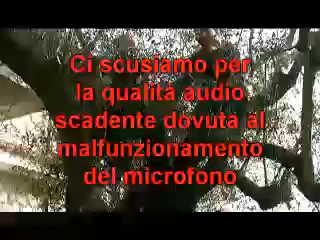 Ci scusiamo per
la qualità audio
scadente dovuta al
malfunzionamento
del microfono